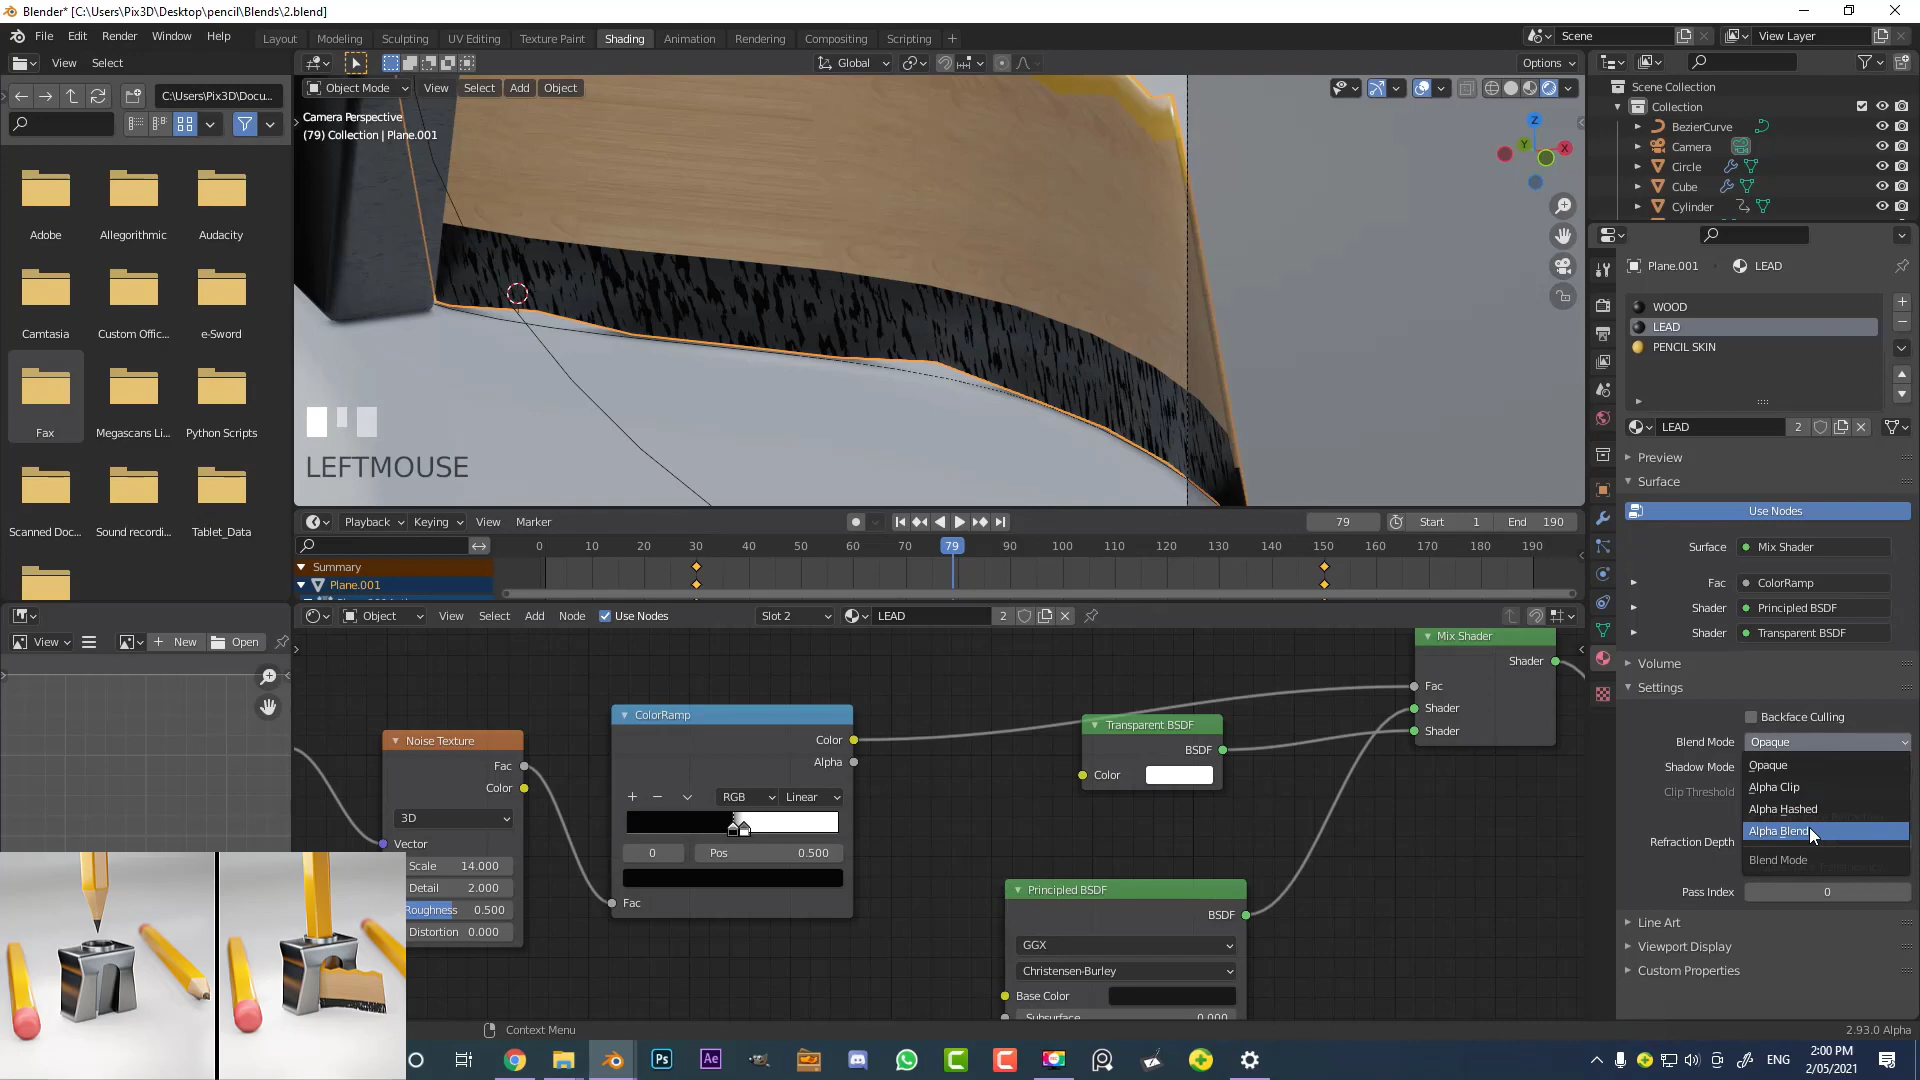 Blender* [C:\Users\Pix3D\Desktop\pencil\Blends\2.blend]
File Edit Render Window Help
Layout Modeling Sculpting UV Editing Texture Paint Shading Animation Rendering Compositing Scripting
Scene
View Layer
View Select
Global
Options
C:\Users\Pix3D\Docu...
Object Mode View Select Add Object
Camera Perspective
(79) Collection | Plane.001
Z
Y
X
Adobe Allegorithmic Audacity
Camtasia Custom Offic... e-Sword
Fax Megascans Li... Python Scripts
Scanned Doc... Sound recordi... Tablet_Data
LEFTMOUSE
Scene Collection
Collection
BezierCurve
Camera
Circle
Cube
Cylinder
Plane.001 LEAD
WOOD
LEAD
PENCIL SKIN
LEAD 2
Preview
Surface
Use Nodes
Surface Mix Shader
Fac ColorRamp
Shader Principled BSDF
Shader Transparent BSDF
Volume
Settings
Backface Culling
Blend Mode Opaque
Shadow Mode
Clip Threshold
Opaque
Alpha Clip
Alpha Hashed
Alpha Blend
Blend Mode
Refraction Depth
Pass Index 0
Line Art
Viewport Display
Custom Properties
Playback Keying View Marker
79 Start 1 End 190
0 10 20 30 40 50 60 70 79 90 100 110 120 130 140 150 160 170 180 190
Summary
Plane.001
View New Open
Object View Select Add Node Use Nodes Slot 2 LEAD 2
Noise Texture
Fac
Color
3D
Vector
Scale 14.000
Detail 2.000
Roughness 0.500
Distortion 0.000
ColorRamp
Color
Alpha
RGB Linear
0 Pos 0.500
Fac
Transparent BSDF
BSDF
Color
Principled BSDF
BSDF
GGX
Christensen-Burley
Base Color
Subsurface 0.000
Mix Shader
Shader
Fac
Shader
Shader
Context Menu
2.93.0 Alpha
Ps
Ae
ENG
2:00 PM
2/05/2021